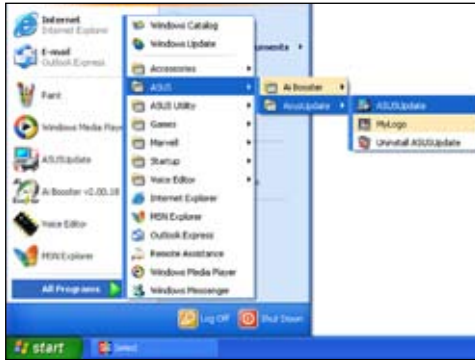 Internet
Internet Explorer
E-mail
Outlook Express
Paint
Windows Media Player
ASUSUpdate
Ai Booster v2.00.18
Voice Editor
MSN Explorer
All Programs
Windows Catalog
Windows Update
Accessories
ASUS
ASUS Utility
Games
Marvell
Startup
Voice Editor
Internet Explorer
MSN Explorer
Outlook Express
Remote Assistance
Windows Media Player
Windows Messenger
uments
Ai Booster
AsusUpdate
ASUSUpdate
MyLogo
Uninstall ASUSUpdate
Log Off
Shut Down
start